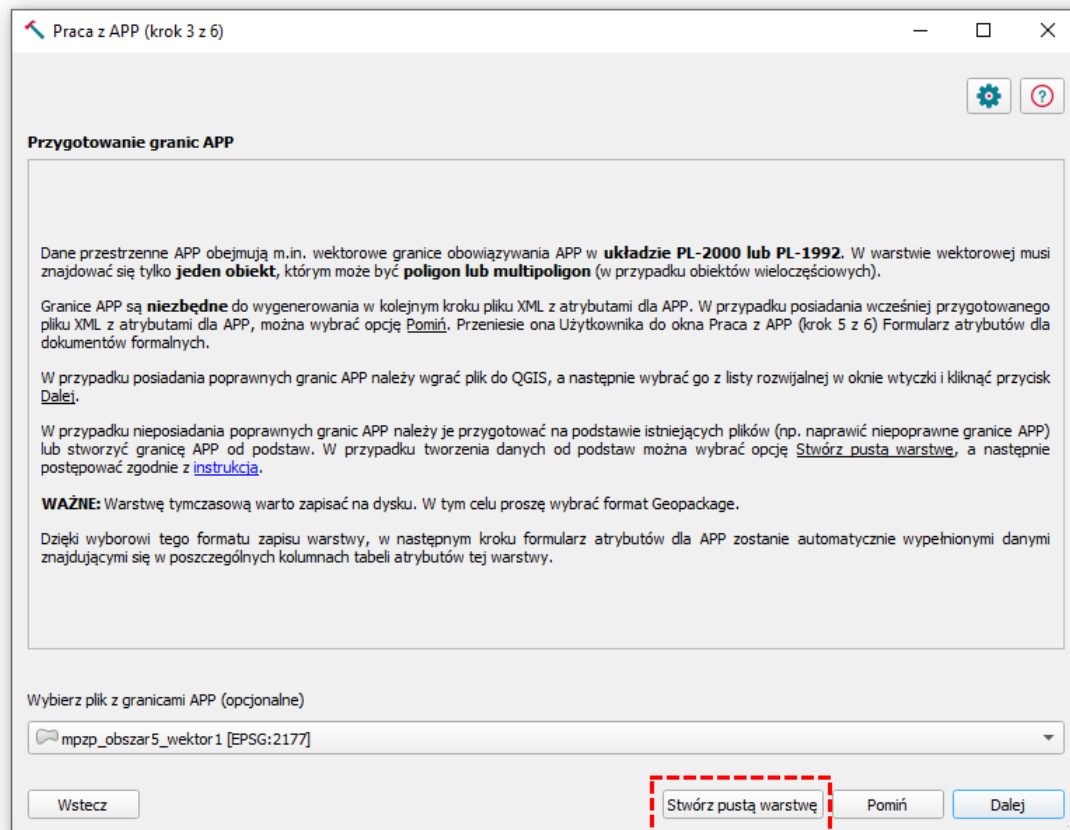 Praca z APP (krok 3 z 6)
Przygotowanie granic APP
Dane przestrzenne APP obejmują m.in. wektorowe granice obowiązywania APP w układzie PL-2000 lub PL-1992. W warstwie wektorowej musi
znajdować się tylko jeden obiekt, którym może być poligon lub multipoligon (w przypadku obiektów wieloczęściowych).
Granice APP są niezbędne do wygenerowania w kolejnym kroku pliku XML z atrybutami dla APP. W przypadku posiadania wcześniej przygotowanego
pliku XML z atrybutami dla APP, można wybrać opcję Pomiń. Przeniesie ona Użytkownika do okna Praca z APP (krok 5 z 6) Formularz atrybutów dla
dokumentów formalnych.
W przypadku posiadania poprawnych granic APP należy wgrać plik do QGIS, a następnie wybrać go z listy rozwijalnej w oknie wtyczki i kliknąć przycisk
Dalej.
W przypadku nieposiadania poprawnych granic APP należy je przygotować na podstawie istniejących plików (np. naprawić niepoprawne granice APP)
lub stworzyć granicę APP od podstaw. W przypadku tworzenia danych od podstaw można wybrać opcję Stwórz pustą warstwę, a następnie
postępować zgodnie z instrukcją.
WAŻNE: Warstwę tymczasową warto zapisać na dysku. W tym celu proszę wybrać format Geopackage.
Dzięki wyborowi tego formatu zapisu warstwy, w następnym kroku formularz atrybutów dla APP zostanie automatycznie wypełnionymi danymi
znajdującymi się w poszczególnych kolumnach tabeli atrybutów tej warstwy.
Wybierz plik z granicami APP (opcjonalne)
mpzp_obszar5_wektor1 [EPSG:2177]
Wstecz Stwórz pustą warstwę Pomiń Dalej